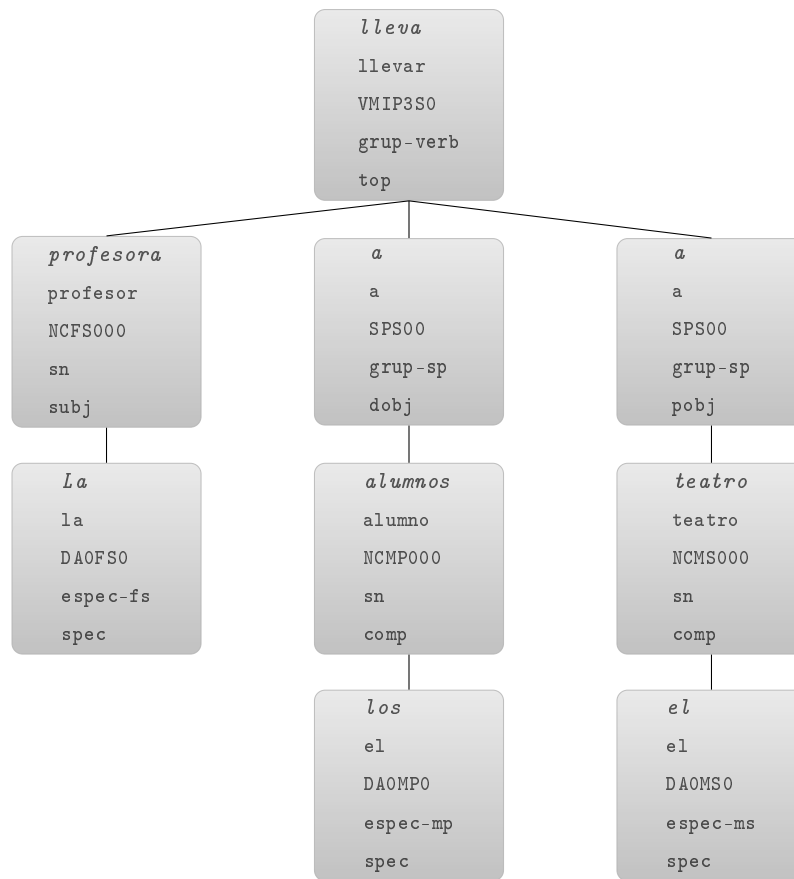 lleva
llevar
VMIP3S0
grup-verb
top
profesora
profesor
NCFS000
sn
subj
a
a
SPS00
grup-sp
dobj
a
a
SPS00
grup-sp
pobj
La
la
DA0FS0
espec-fs
spec
alumnos
alumno
NCMP000
sn
comp
teatro
teatro
NCMS000
sn
comp
los
el
DA0MP0
espec-mp
spec
el
el
DA0MS0
espec-ms
spec